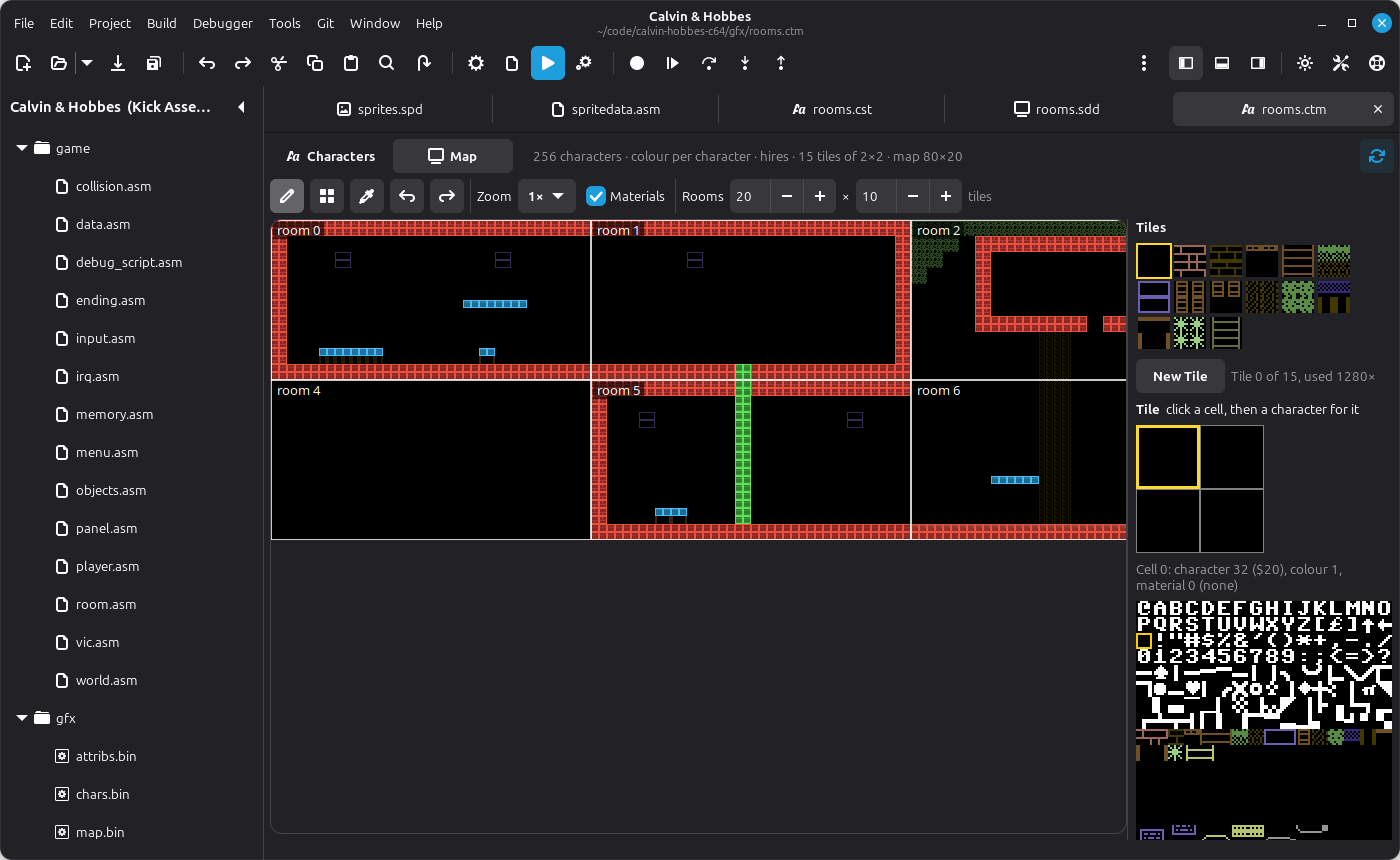 File Edit Project Build Debugger Tools Git Window Help
Calvin & Hobbes
~/code/calvin-hobbes-c64/gfx/rooms.ctm
Calvin & Hobbes (Kick Asse...
sprites.spd
spritedata.asm
Aa rooms.cst
rooms.sdd
Aa rooms.ctm
game
collision.asm
data.asm
debug_script.asm
ending.asm
input.asm
irq.asm
memory.asm
menu.asm
objects.asm
panel.asm
player.asm
room.asm
vic.asm
world.asm
gfx
attribs.bin
chars.bin
map.bin
Aa Characters
Map
256 characters · colour per character · hires · 15 tiles of 2×2 · map 80×20
Zoom 1× Materials Rooms 20 − + × 10 − + tiles
room 0
room 1
room 2
room 4
room 5
room 6
Tiles
New Tile Tile 0 of 15, used 1280×
Tile click a cell, then a character for it
Cell 0: character 32 ($20), colour 1,
material 0 (none)
@ABCDEFGHIJKLMNO
PQRSTUVWXYZ[£]↑←
!"#$%&'()*+,-./
0123456789:;<=>?